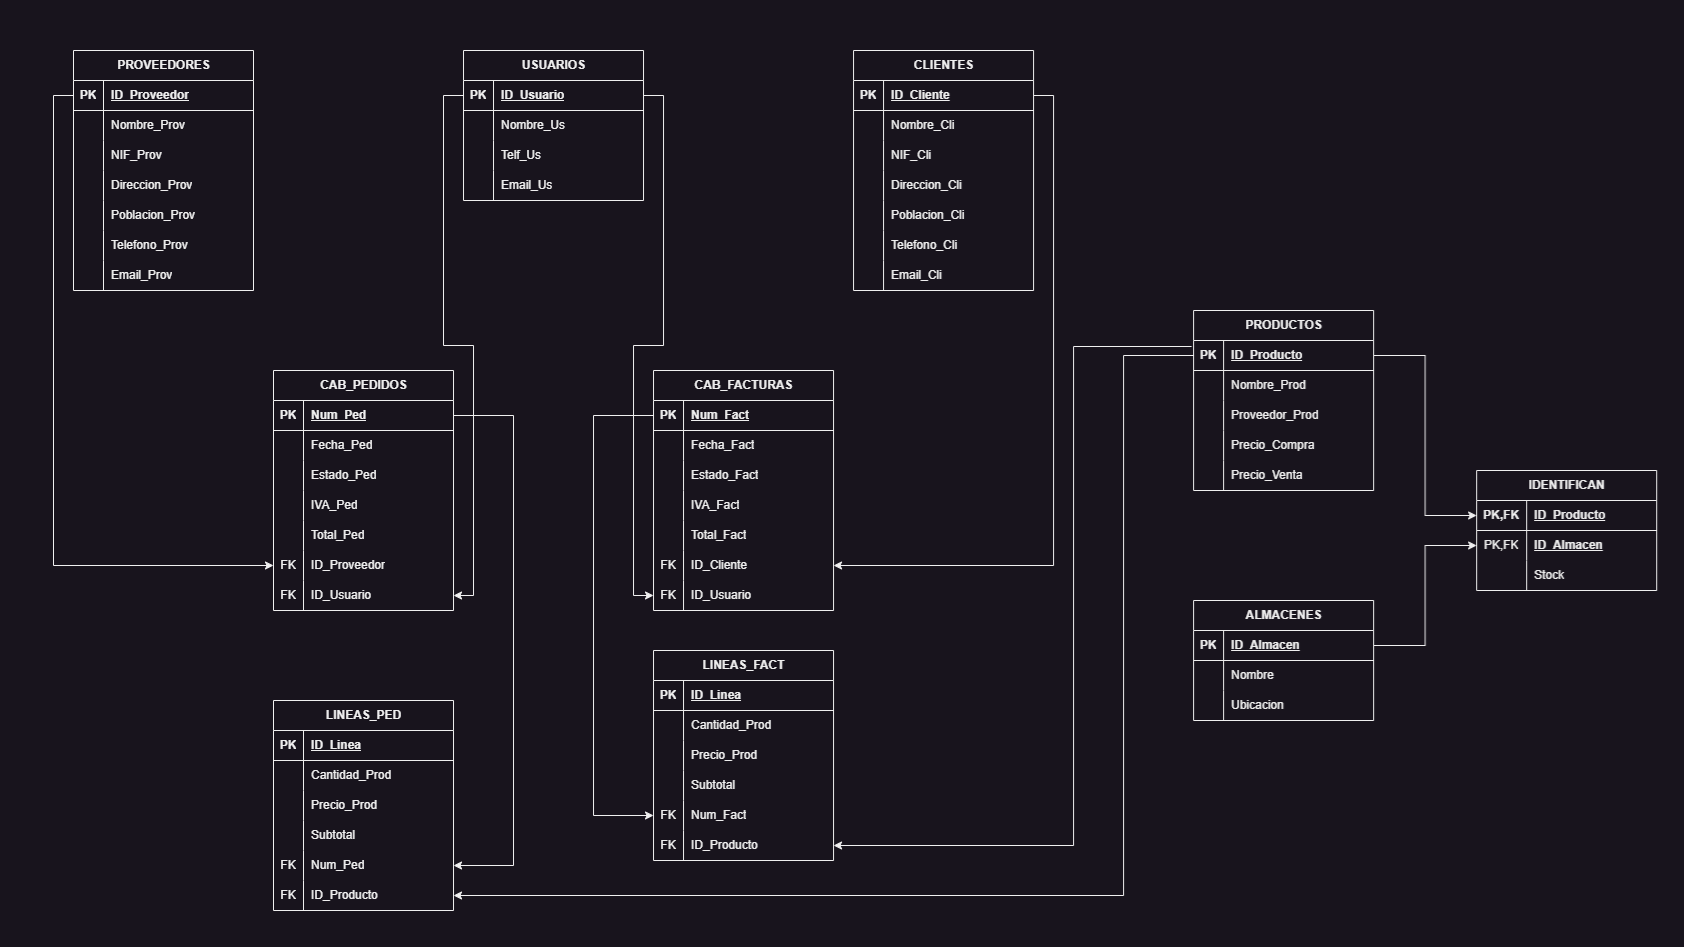 PROVEEDORES
PK ID_Proveedor
Nombre_Prov
NIF_Prov
Direccion_Prov
Poblacion_Prov
Telefono_Prov
Email_Prov
USUARIOS
PK ID_Usuario
Nombre_Us
Telf_Us
Email_Us
CLIENTES
PK ID_Cliente
Nombre_Cli
NIF_Cli
Direccion_Cli
Poblacion_Cli
Telefono_Cli
Email_Cli
CAB_PEDIDOS
PK Num_Ped
Fecha_Ped
Estado_Ped
IVA_Ped
Total_Ped
FK ID_Proveedor
FK ID_Usuario
CAB_FACTURAS
PK Num_Fact
Fecha_Fact
Estado_Fact
IVA_Fact
Total_Fact
FK ID_Cliente
FK ID_Usuario
PRODUCTOS
PK ID_Producto
Nombre_Prod
Proveedor_Prod
Precio_Compra
Precio_Venta
IDENTIFICAN
PK,FK ID_Producto
PK,FK ID_Almacen
Stock
ALMACENES
PK ID_Almacen
Nombre
Ubicacion
LINEAS_FACT
PK ID_Linea
Cantidad_Prod
Precio_Prod
Subtotal
FK Num_Fact
FK ID_Producto
LINEAS_PED
PK ID_Linea
Cantidad_Prod
Precio_Prod
Subtotal
FK Num_Ped
FK ID_Producto